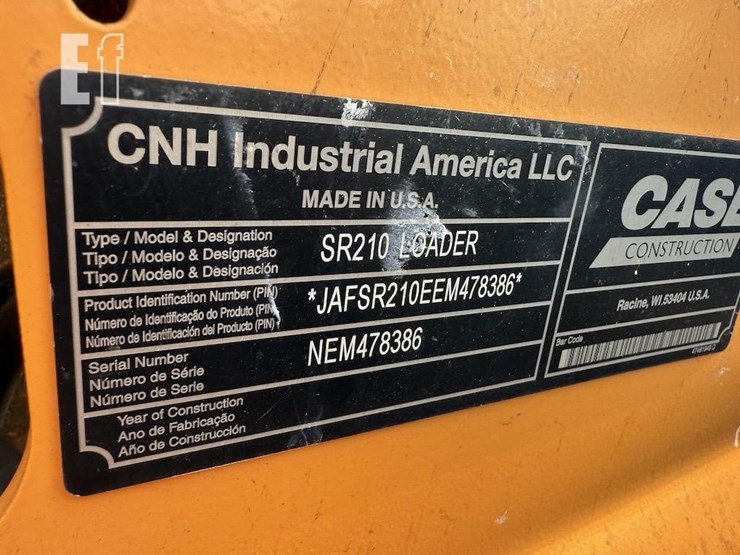 Ef
CNH Industrial America LLC
MADE IN U.S.A.
Type / Model & Designation
Tipo / Modelo & Designação
Tipo / Modelo & Designación
SR210 LOADER
Product Identification Number (PIN)
Número de Identificação do Produto (PIN)
Número de Identificación del Producto (PIN)
*JAFSR210EEM478386*
Serial Number
Número de Série
Número de Serie
NEM478386
Year of Construction
Ano de Fabricação
Año de Construcción
CASE
CONSTRUCTION
Racine, WI.53404 U.S.A.
Bar Code